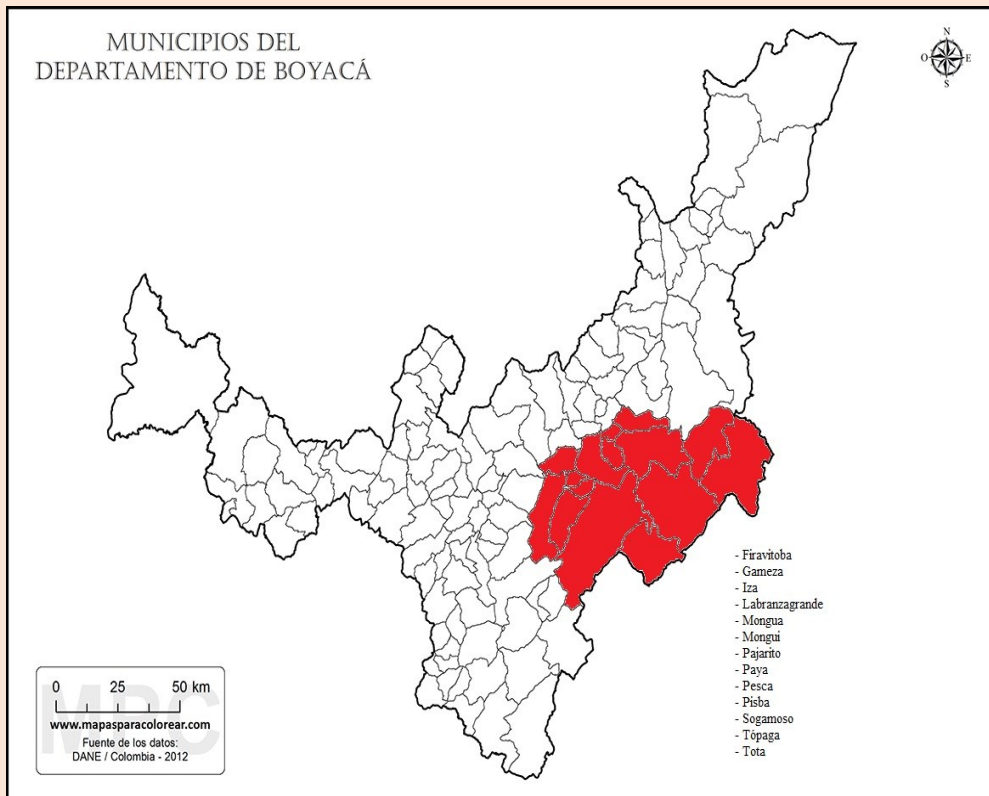 MUNICIPIOS DEL
DEPARTAMENTO DE BOYACÁ
N
O
E
S
- Firavitoba
- Gameza
- Iza
- Labranzagrande
- Mongua
- Mongui
- Pajarito
- Paya
- Pesca
- Pisba
- Sogamoso
- Tópaga
- Tota
0 25 50 km
MPC
www.mapasparacolorear.com
Fuente de los datos:
DANE / Colombia - 2012